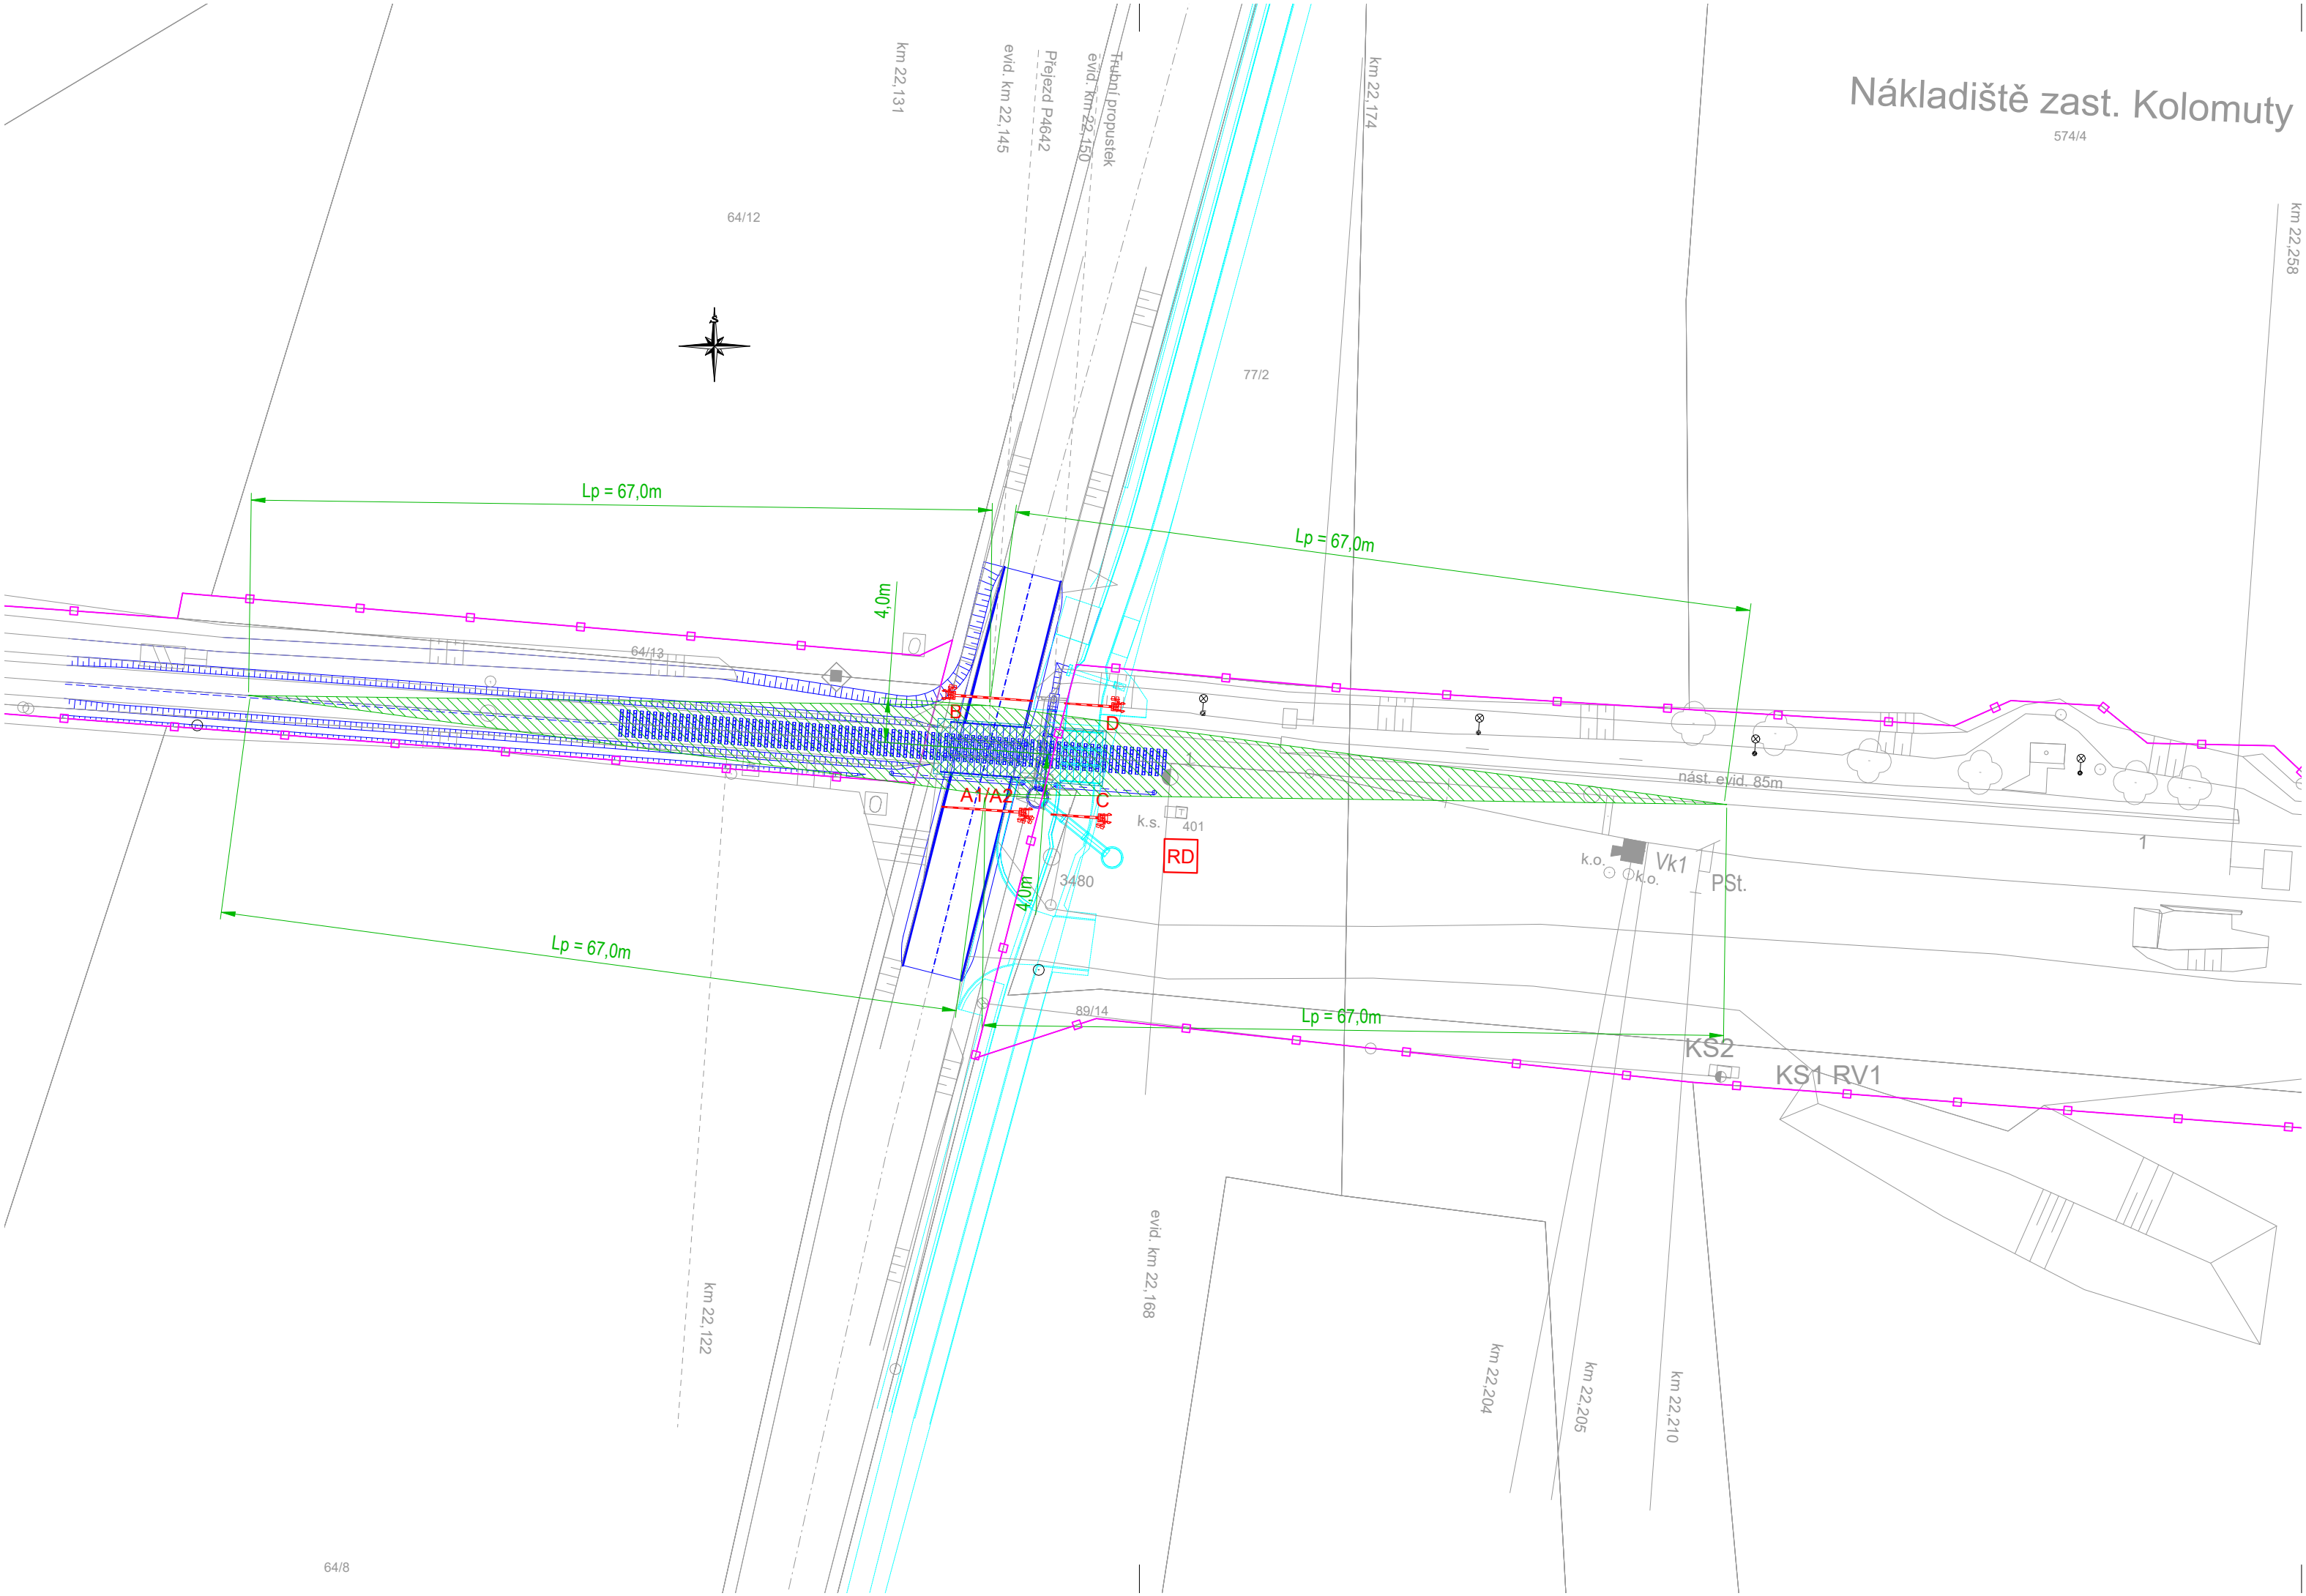 km 22,131
evid. km 22,145
Přejezd P4642
evid. km 22,150
Trubní propustek
km 22,174
Nákladiště zast. Kolomuty
574/4
km 22,258
64/12
S
77/2
Lp = 67,0m
Lp = 67,0m
4,0m
64/13
B
D
1
nást. evid. 85m
A1/A2
C
k.s.
T
401
RD
1
k.o.
Vk1
k.o.
PSt.
3480
4,0m
Lp = 67,0m
89/14
Lp = 67,0m
KS2
KS1 RV1
km 22,122
evid. km 22,168
km 22,204
km 22,205
km 22,210
64/8